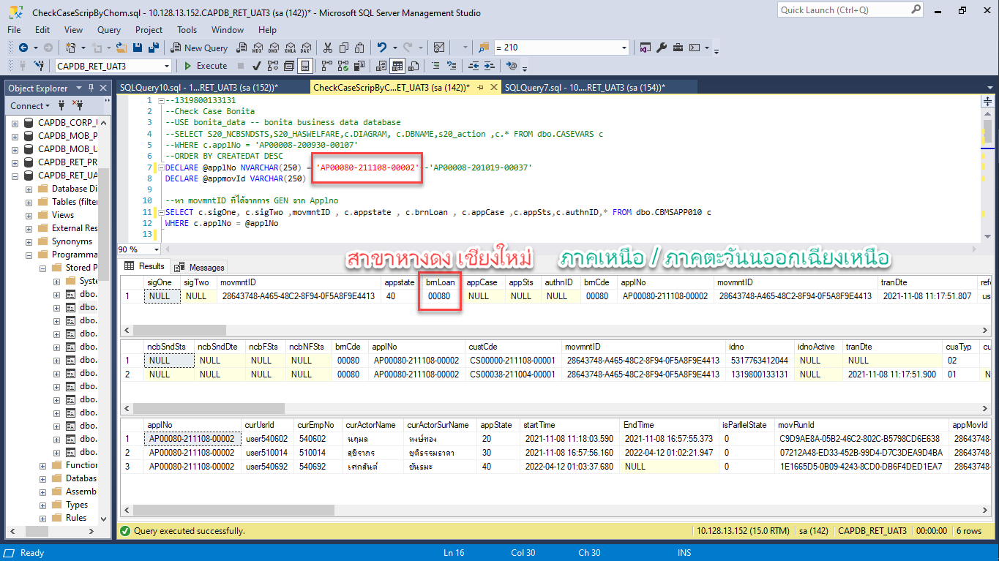 CheckCaseScripByChom.sql - 10.128.13.152.CAPDB_RET_UAT3 (sa (142))* - Microsoft SQL Server Management Studio
Quick Launch (Ctrl+Q)
File Edit View Query Project Tools Window Help
New Query MDX DMX XMLA DAX = 210
CAPDB_RET_UAT3 Execute
Object Explorer
SQLQuery10.sql - 1...RET_UAT3 (sa (152))* CheckCaseScripByC...ET_UAT3 (sa (142))* SQLQuery7.sql - 10....RET_UAT3 (sa (154))*
Connect
CAPDB_CORP_U
CAPDB_MOB_P
CAPDB_MOB_U
CAPDB_RET_PR
CAPDB_RET_UA
Database Di
Tables (filter
Views
External Res
Synonyms
Programma
Stored P
Syste
dbo.
dbo.
dbo.
dbo.
dbo.
dbo.
dbo.
dbo.
dbo.
dbo.
dbo.
dbo.
dbo.
Function
Databas
Assemb
Types
Rules
1 --1319800133131
2 --Check Case Bonita
3 --USE bonita_data -- bonita business data database
4 --SELECT S20_NCBSNDSTS,S20_HASWELFARE,c.DIAGRAM, c.DBNAME,s20_action ,c.* FROM dbo.CASEVARS c
5 --WHERE c.applNo = 'AP00008-200930-00107'
6 --ORDER BY CREATEDAT DESC
7 DECLARE @applNo NVARCHAR(250) = 'AP00080-211108-00002'--'AP00008-201019-00037'
8 DECLARE @appmovId VARCHAR(250)
9
10 --หา movmntID ที่ได้จากการ GEN จาก Applno
11 SELECT c.sigOne, c.sigTwo ,movmntID , c.appstate , c.brnLoan , c.appCase ,c.appSts,c.authnID,* FROM dbo.CBMSAPP010 c
12 WHERE c.applNo = @applNo
13
90 %
สาขาหางดง เชียงใหม่ ภาคเหนือ / ภาคตะวันนออกเฉียงเหนือ
Results Messages
sigOne sigTwo movmntID appstate brnLoan appCase appSts authnID brnCde applNo movmntID tranDte refe
1 NULL NULL 28643748-A465-48C2-8F94-0F5A8F9E4413 40 00080 NULL NULL NULL 00080 AP00080-211108-00002 28643748-A465-48C2-8F94-0F5A8F9E4413 2021-11-08 11:17:51.807 us
ncbSndSts ncbSndDte ncbFSts ncbNFSts brnCde applNo custCde movmntID idno idnoActive tranDte cusTyp cu
1 NULL NULL NULL NULL 00080 AP00080-211108-00002 CS00000-211108-00001 28643748-A465-48C2-8F94-0F5A8F9E4413 5317763412044 NULL NULL 02
2 NULL NULL NULL NULL 00080 AP00080-211108-00002 CS00038-211004-00001 28643748-A465-48C2-8F94-0F5A8F9E4413 1319800133131 NULL 2021-11-08 11:17:51.900 01 N
applNo curUsrId curEmpNo curActorName curActorSurName appState startTime EndTime isParllelState movRunId appMovId
1 AP00080-211108-00002 user540602 540602 นฤมล หงษ์ทอง 20 2021-11-08 11:18:03.590 2021-11-08 16:57:55.373 0 C9D9AE8A-05B2-46C2-802C-B5798CD6E638 28643748-
2 AP00080-211108-00002 user510014 510014 สุธิราภร ชุติธรรมธาดา 30 2021-11-08 16:57:56.160 2022-04-12 01:02:21.947 0 07212A48-ED33-452B-99D4-D7C3DEA9D4BA 28643748-
3 AP00080-211108-00002 user540692 540692 เศกสันต์ ขันธมะ 40 2022-04-12 01:03:37.680 NULL 0 1E1665D5-0B09-4243-8CD0-DB6F4DED1EA7 28643748-
Query executed successfully. 10.128.13.152 (15.0 RTM) sa (142) CAPDB_RET_UAT3 00:00:00 6 rows
Ready Ln 16 Col 30 Ch 30 INS